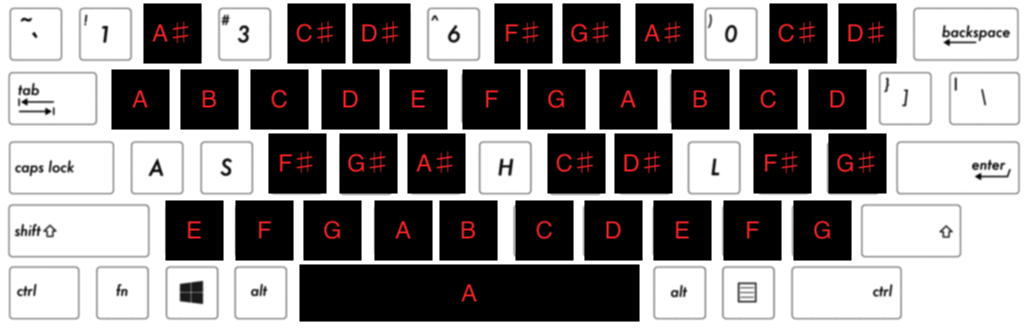 ~ ` ! 1 A♯ # 3 C♯ D♯ ^ 6 F♯ G♯ A♯ ) 0 C♯ D♯ backspace
tab A B C D E F G A B C D } ] | \
caps lock A S F♯ G♯ A♯ H C♯ D♯ L F♯ G♯ enter
shift E F G A B C D E F G
ctrl fn alt A alt ctrl